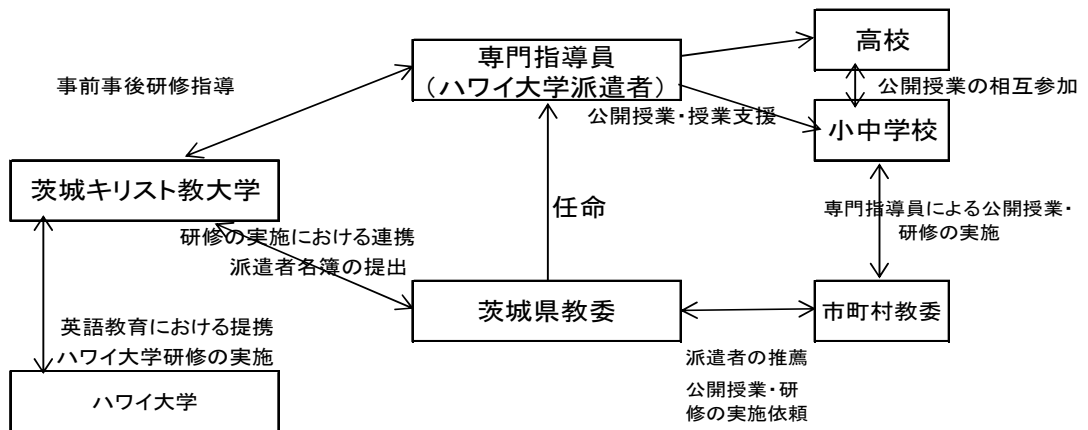 高校
専門指導員
（ハワイ大学派遣者）
事前事後研修指導
公開授業の相互参加
公開授業・授業支援
小中学校
茨城キリスト教大学
任命
専門指導員による公開授業・
研修の実施
研修の実施における連携
派遣者名簿の提出
茨城県教委
市町村教委
英語教育における提携
ハワイ大学研修の実施
派遣者の推薦
公開授業・研
修の実施依頼
ハワイ大学